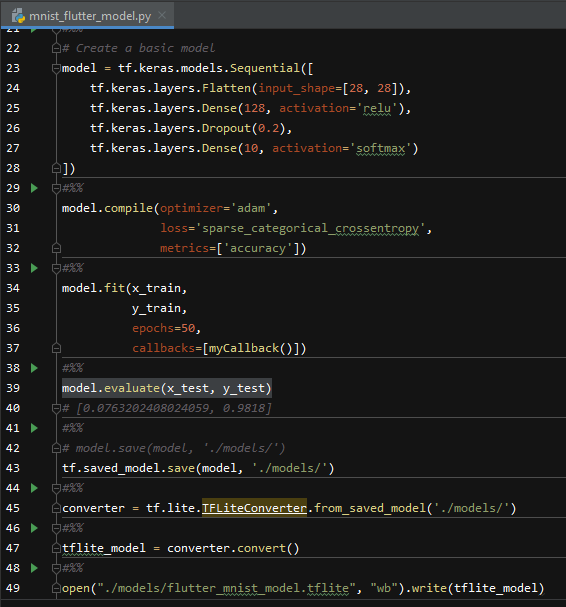 mnist_flutter_model.py
21 #%%
22 # Create a basic model
23 model = tf.keras.models.Sequential([
24     tf.keras.layers.Flatten(input_shape=[28, 28]),
25     tf.keras.layers.Dense(128, activation='relu'),
26     tf.keras.layers.Dropout(0.2),
27     tf.keras.layers.Dense(10, activation='softmax')
28 ])
29 #%%
30 model.compile(optimizer='adam',
31               loss='sparse_categorical_crossentropy',
32               metrics=['accuracy'])
33 #%%
34 model.fit(x_train,
35           y_train,
36           epochs=50,
37           callbacks=[myCallback()])
38 #%%
39 model.evaluate(x_test, y_test)
40 # [0.0763202408024059, 0.9818]
41 #%%
42 # model.save(model, './models/')
43 tf.saved_model.save(model, './models/')
44 #%%
45 converter = tf.lite.TFLiteConverter.from_saved_model('./models/')
46 #%%
47 tflite_model = converter.convert()
48 #%%
49 open("./models/flutter_mnist_model.tflite", "wb").write(tflite_model)